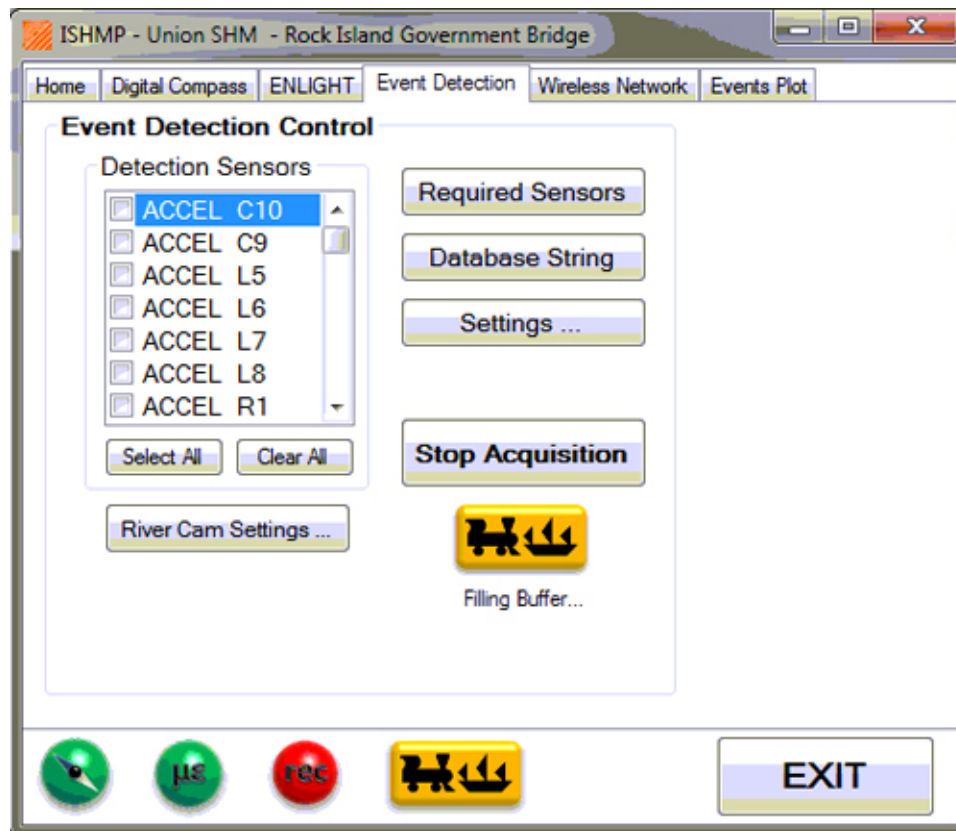 ISHMP - Union SHM - Rock Island Government Bridge
Home Digital Compass ENLIGHT Event Detection Wireless Network Events Plot
Event Detection Control
Detection Sensors
ACCEL C10
ACCEL C9
ACCEL L5
ACCEL L6
ACCEL L7
ACCEL L8
ACCEL R1
Select All Clear All
River Cam Settings ...
Required Sensors
Database String
Settings ...
Stop Acquisition
Filling Buffer...
με rec EXIT